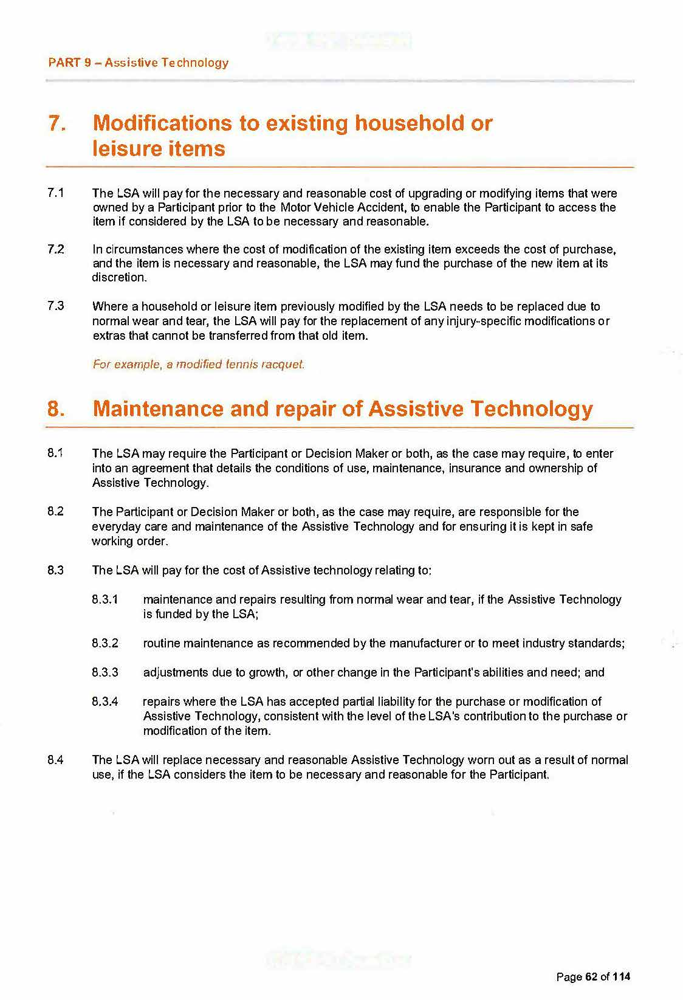 PART 9 – Assistive Technology
7. Modifications to existing household or
leisure items
7.1 The LSA will pay for the necessary and reasonable cost of upgrading or modifying items that were
owned by a Participant prior to the Motor Vehicle Accident, to enable the Participant to access the
item if considered by the LSA to be necessary and reasonable.
7.2 In circumstances where the cost of modification of the existing item exceeds the cost of purchase,
and the item is necessary and reasonable, the LSA may fund the purchase of the new item at its
discretion.
7.3 Where a household or leisure item previously modified by the LSA needs to be replaced due to
normal wear and tear, the LSA will pay for the replacement of any injury-specific modifications or
extras that cannot be transferred from that old item.
For example, a modified tennis racquet.
8. Maintenance and repair of Assistive Technology
8.1 The LSA may require the Participant or Decision Maker or both, as the case may require, to enter
into an agreement that details the conditions of use, maintenance, insurance and ownership of
Assistive Technology.
8.2 The Participant or Decision Maker or both, as the case may require, are responsible for the
everyday care and maintenance of the Assistive Technology and for ensuring it is kept in safe
working order.
8.3 The LSA will pay for the cost of Assistive technology relating to:
8.3.1 maintenance and repairs resulting from normal wear and tear, if the Assistive Technology
is funded by the LSA;
8.3.2 routine maintenance as recommended by the manufacturer or to meet industry standards;
8.3.3 adjustments due to growth, or other change in the Participant's abilities and need; and
8.3.4 repairs where the LSA has accepted partial liability for the purchase or modification of
Assistive Technology, consistent with the level of the LSA's contribution to the purchase or
modification of the item.
8.4 The LSA will replace necessary and reasonable Assistive Technology worn out as a result of normal
use, if the LSA considers the item to be necessary and reasonable for the Participant.
Page 62 of 114